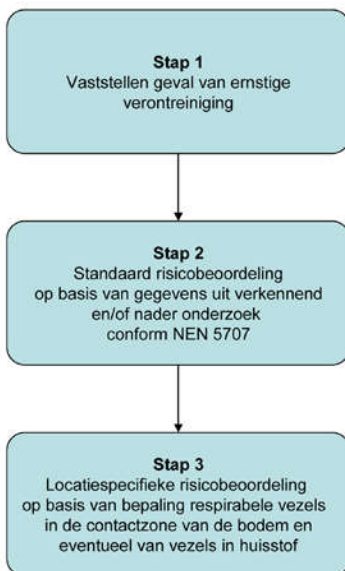 Stap 1
Vaststellen geval van ernstige
verontreiniging
Stap 2
Standaard risicobeoordeling
op basis van gegevens uit verkennend
en/of nader onderzoek
conform NEN 5707
Stap 3
Locatiespecifieke risicobeoordeling
op basis van bepaling respirabele vezels
in de contactzone van de bodem en
eventueel van vezels in huisstof